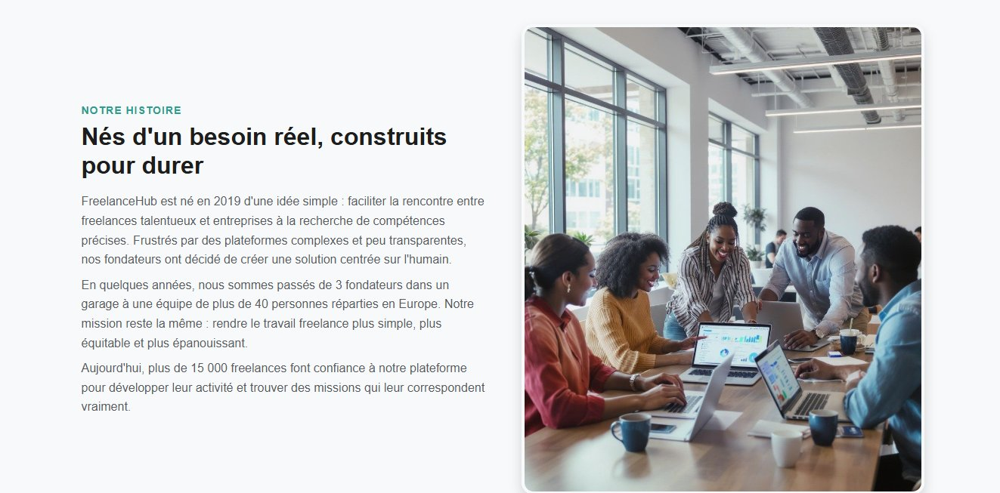 NOTRE HISTOIRE
Nés d'un besoin réel, construits
pour durer
FreelanceHub est né en 2019 d'une idée simple : faciliter la rencontre entre
freelances talentueux et entreprises à la recherche de compétences
précises. Frustrés par des plateformes complexes et peu transparentes,
nos fondateurs ont décidé de créer une solution centrée sur l'humain.
En quelques années, nous sommes passés de 3 fondateurs dans un
garage à une équipe de plus de 40 personnes réparties en Europe. Notre
mission reste la même : rendre le travail freelance plus simple, plus
équitable et plus épanouissant.
Aujourd'hui, plus de 15 000 freelances font confiance à notre plateforme
pour développer leur activité et trouver des missions qui leur correspondent
vraiment.